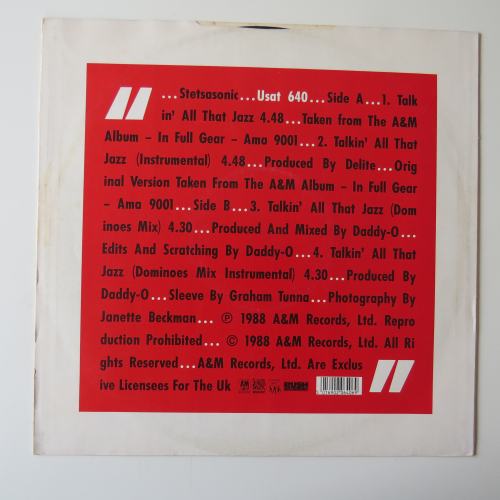 ...Stetsasonic...Usat 640...Side A...1. Talk
in' All That Jazz 4.48...Taken from The A&M
Album – In Full Gear – Ama 9001...2. Talkin' All That
Jazz (Instrumental) 4.48...Produced By Delite...Orig
inal Version Taken From The A&M Album – In Full Gear
– Ama 9001...Side B...3. Talkin' All That Jazz (Dom
inoes Mix) 4.30...Produced And Mixed By Daddy-O...
Edits And Scratching By Daddy-O...4. Talkin' All That
Jazz (Dominoes Mix Instrumental) 4.30...Produced By
Daddy-O...Sleeve By Graham Tunna...Photography By
Janette Beckman... ℗ 1988 A&M Records, Ltd. Repro
duction Prohibited... © 1988 A&M Records, Ltd. All Ri
ghts Reserved...A&M Records, Ltd. Are Exclus
ive Licensees For The Uk